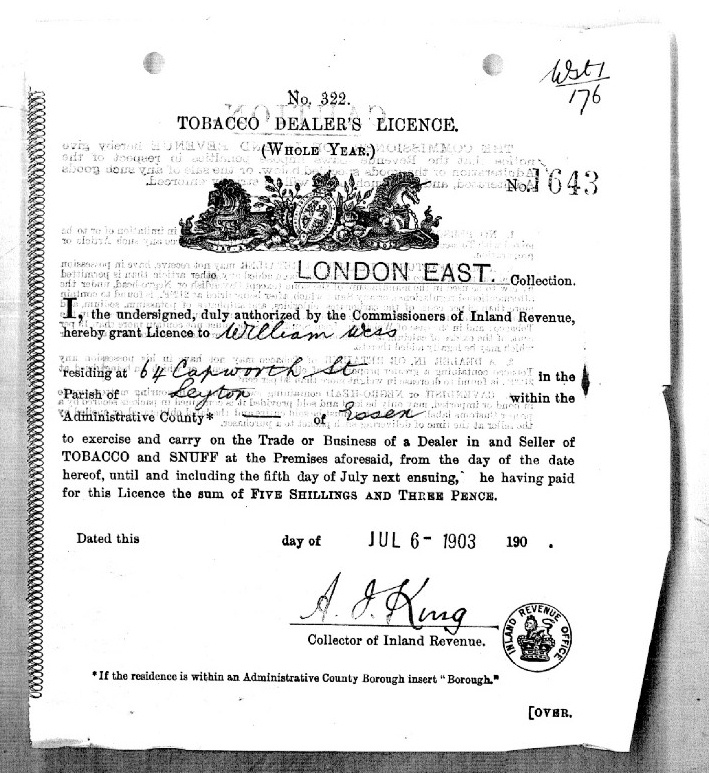 Wst 1
176
No. 322.
TOBACCO DEALER'S LICENCE.
(WHOLE YEAR.)
No. 1643
LONDON EAST. Collection.
I, the undersigned, duly authorized by the Commissioners of Inland Revenue,
hereby grant Licence to William Wess
residing at 64 Capworth St in the
Parish of Leyton within the
Administrative County* — of Essex
to exercise and carry on the Trade or Business of a Dealer in and Seller of
TOBACCO and SNUFF at the Premises aforesaid, from the day of the date
hereof, until and including the fifth day of July next ensuing, he having paid
for this Licence the sum of FIVE SHILLINGS AND THREE PENCE.
Dated this day of JUL 6- 1903 190 .
A. J. King
Collector of Inland Revenue.
INLAND REVENUE OFFICE
*If the residence is within an Administrative County Borough insert "Borough."
[OVER.